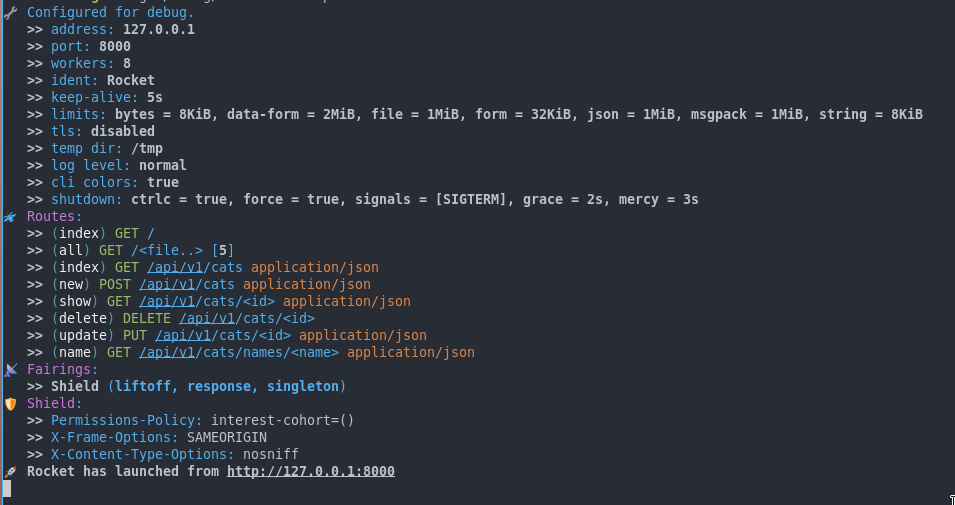 Configured for debug.
>> address: 127.0.0.1
>> port: 8000
>> workers: 8
>> ident: Rocket
>> keep-alive: 5s
>> limits: bytes = 8KiB, data-form = 2MiB, file = 1MiB, form = 32KiB, json = 1MiB, msgpack = 1MiB, string = 8KiB
>> tls: disabled
>> temp dir: /tmp
>> log level: normal
>> cli colors: true
>> shutdown: ctrlc = true, force = true, signals = [SIGTERM], grace = 2s, mercy = 3s
Routes:
>> (index) GET /
>> (all) GET /<file..> [5]
>> (index) GET /api/v1/cats application/json
>> (new) POST /api/v1/cats application/json
>> (show) GET /api/v1/cats/<id> application/json
>> (delete) DELETE /api/v1/cats/<id>
>> (update) PUT /api/v1/cats/<id> application/json
>> (name) GET /api/v1/cats/names/<name> application/json
Fairings:
>> Shield (liftoff, response, singleton)
Shield:
>> Permissions-Policy: interest-cohort=()
>> X-Frame-Options: SAMEORIGIN
>> X-Content-Type-Options: nosniff
Rocket has launched from http://127.0.0.1:8000